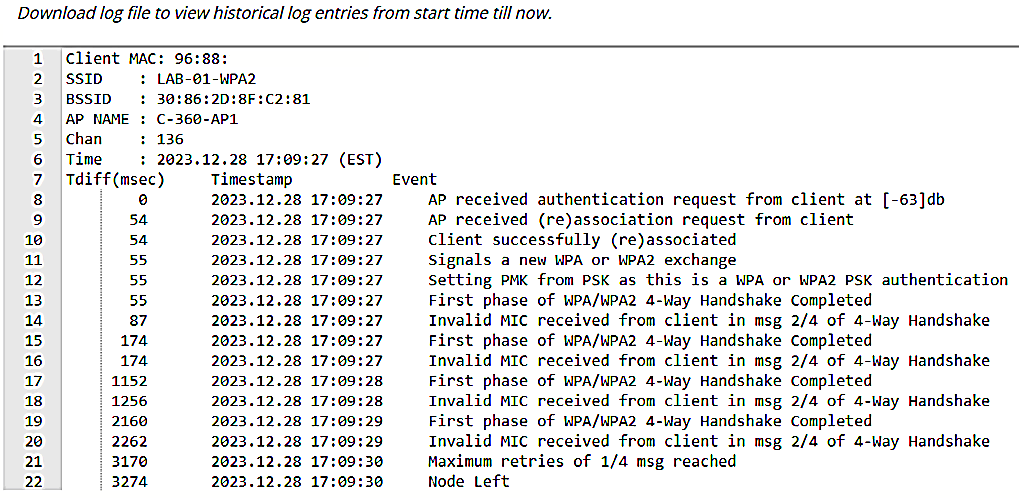 Download log file to view historical log entries from start time till now.
1 Client MAC: 96:88:
2 SSID    : LAB-01-WPA2
3 BSSID   : 30:86:2D:8F:C2:81
4 AP NAME : C-360-AP1
5 Chan    : 136
6 Time    : 2023.12.28 17:09:27 (EST)
7 Tdiff(msec)     Timestamp           Event
8 0       2023.12.28 17:09:27     AP received authentication request from client at [-63]db
9 54       2023.12.28 17:09:27     AP received (re)association request from client
10 54       2023.12.28 17:09:27     Client successfully (re)associated
11 55       2023.12.28 17:09:27     Signals a new WPA or WPA2 exchange
12 55       2023.12.28 17:09:27     Setting PMK from PSK as this is a WPA or WPA2 PSK authentication
13 55       2023.12.28 17:09:27     First phase of WPA/WPA2 4-Way Handshake Completed
14 87       2023.12.28 17:09:27     Invalid MIC received from client in msg 2/4 of 4-Way Handshake
15 174       2023.12.28 17:09:27     First phase of WPA/WPA2 4-Way Handshake Completed
16 174       2023.12.28 17:09:27     Invalid MIC received from client in msg 2/4 of 4-Way Handshake
17 1152       2023.12.28 17:09:28     First phase of WPA/WPA2 4-Way Handshake Completed
18 1256       2023.12.28 17:09:28     Invalid MIC received from client in msg 2/4 of 4-Way Handshake
19 2160       2023.12.28 17:09:29     First phase of WPA/WPA2 4-Way Handshake Completed
20 2262       2023.12.28 17:09:29     Invalid MIC received from client in msg 2/4 of 4-Way Handshake
21 3170       2023.12.28 17:09:30     Maximum retries of 1/4 msg reached
22 3274       2023.12.28 17:09:30     Node Left